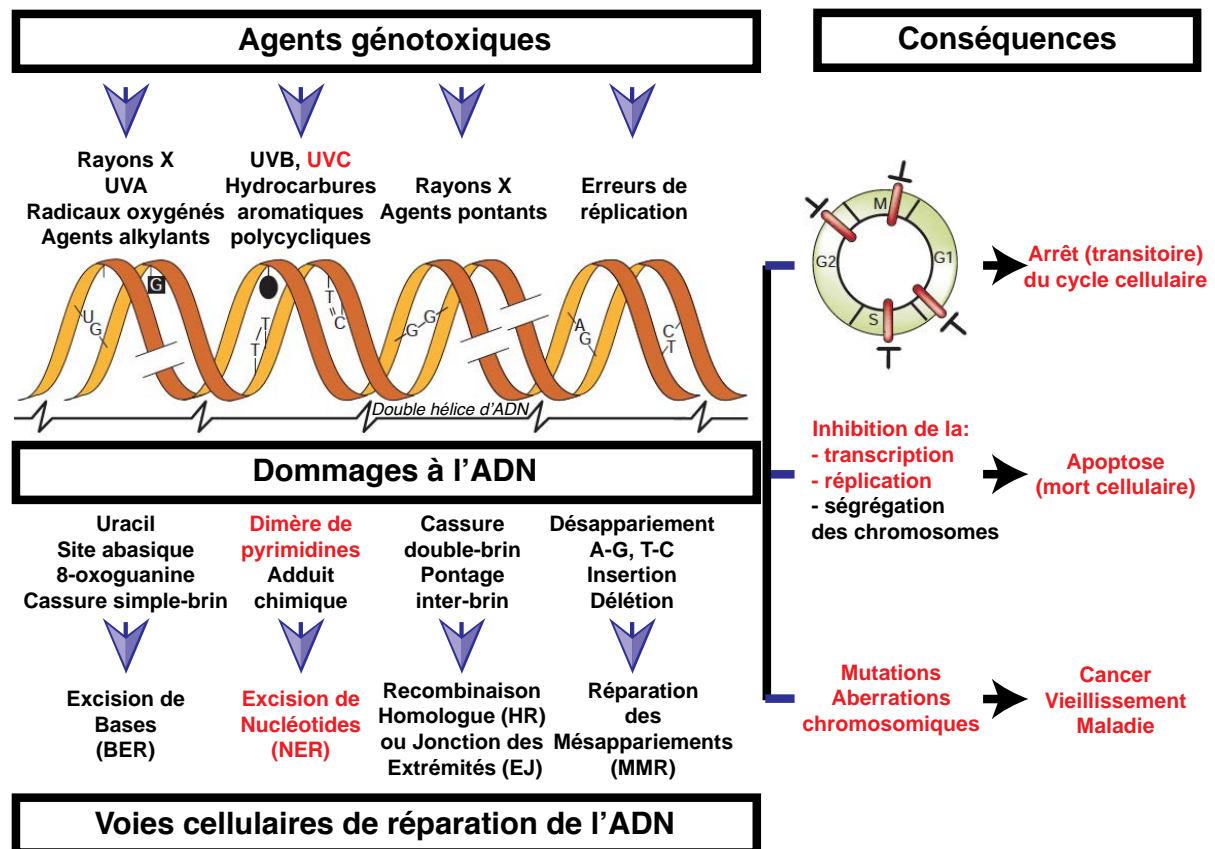 Agents génotoxiques
Conséquences
Rayons X
UVA
Radicaux oxygénés
Agents alkylants
UVB, UVC
Hydrocarbures
aromatiques
polycycliques
Rayons X
Agents pontants
Erreurs de
réplication
U
G
G
T
T
T
C
G
G
A
G
C
T
Double hélice d'ADN
M
G2
G1
S
Arrêt (transitoire)
du cycle cellulaire
Dommages à l'ADN
Inhibition de la:
- transcription
- réplication
- ségrégation
des chromosomes
Apoptose
(mort cellulaire)
Uracil
Site abasique
8-oxoguanine
Cassure simple-brin
Dimère de
pyrimidines
Adduit
chimique
Cassure
double-brin
Pontage
inter-brin
Désappariement
A-G, T-C
Insertion
Délétion
Excision de
Bases
(BER)
Excision de
Nucléotides
(NER)
Recombinaison
Homologue (HR)
ou Jonction des
Extrémités (EJ)
Réparation
des
Mésappariements
(MMR)
Mutations
Aberrations
chromosomiques
Cancer
Vieillissement
Maladie
Voies cellulaires de réparation de l'ADN